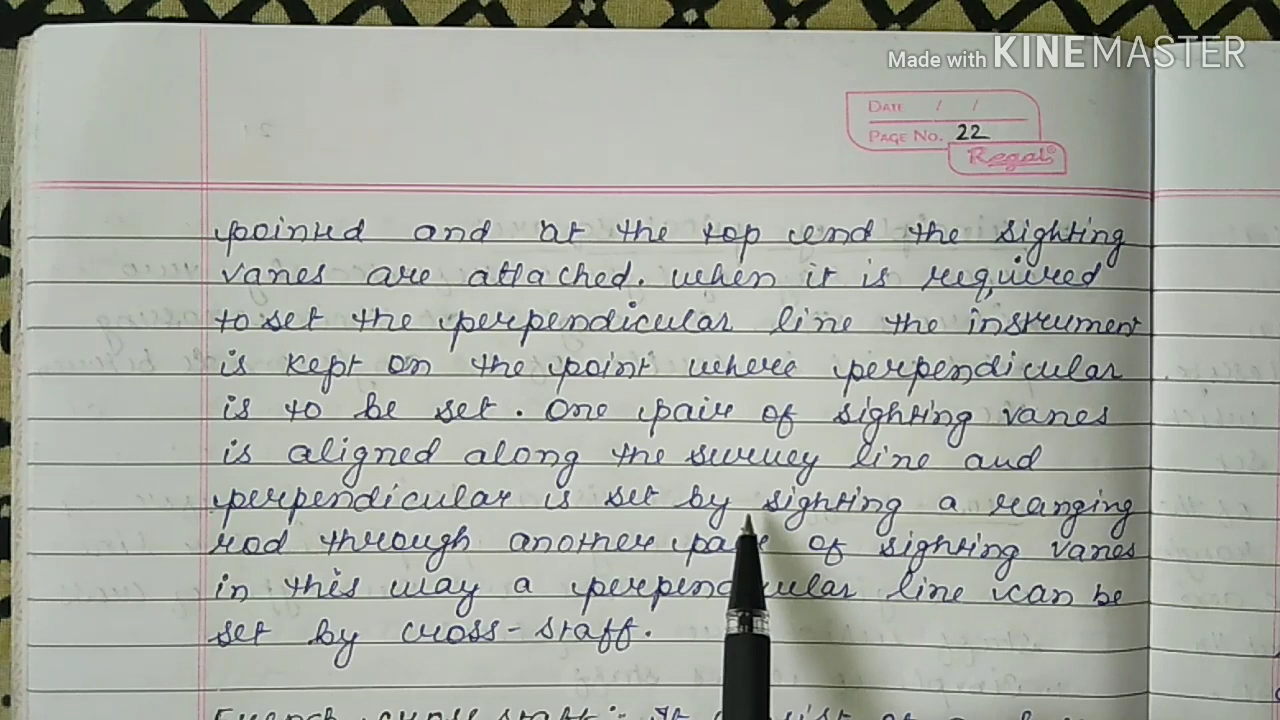 Made with KINEMASTER
DATE / /
PAGE NO. 22
Regal
pointed and at the top end the sighting
vanes are attached. when it is required
to set the perpendicular line the instrument
is kept on the point where perpendicular
is to be set. One pair of sighting vanes
is aligned along the survey line and
perpendicular is set by sighting a ranging
rod through another pair of sighting vanes
in this way a perpendicular line can be
set by cross-staff.